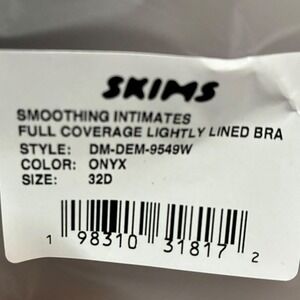 SKIMS
SMOOTHING INTIMATES
FULL COVERAGE LIGHTLY LINED BRA
STYLE: DM-DEM-9549W
COLOR: ONYX
SIZE: 32D
1 98310 31817 2